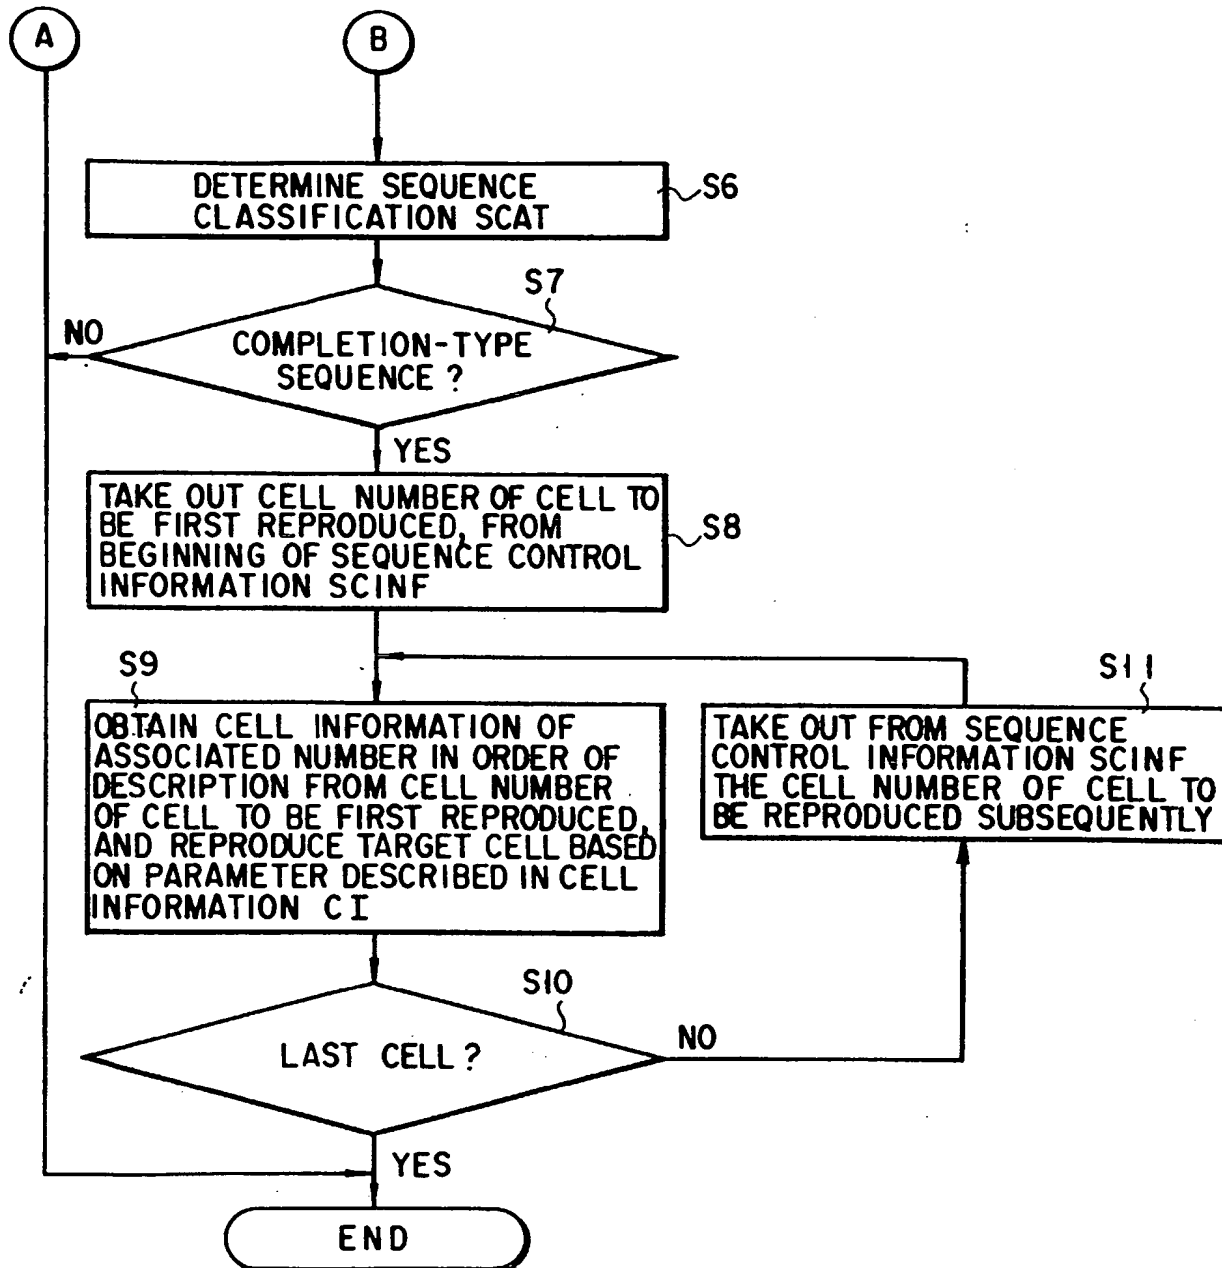 A
B
DETERMINE SEQUENCE
CLASSIFICATION SCAT
S6
S7
NO
COMPLETION-TYPE
SEQUENCE?
YES
TAKE OUT CELL NUMBER OF CELL TO
BE FIRST REPRODUCED, FROM
BEGINNING OF SEQUENCE CONTROL
INFORMATION SCINF
S8
S9
OBTAIN CELL INFORMATION OF
ASSOCIATED NUMBER IN ORDER OF
DESCRIPTION FROM CELL NUMBER
OF CELL TO BE FIRST REPRODUCED,
AND REPRODUCE TARGET CELL BASED
ON PARAMETER DESCRIBED IN CELL
INFORMATION CI
S11
TAKE OUT FROM SEQUENCE
CONTROL INFORMATION SCINF
THE CELL NUMBER OF CELL TO
BE REPRODUCED SUBSEQUENTLY
S10
LAST CELL?
NO
YES
END